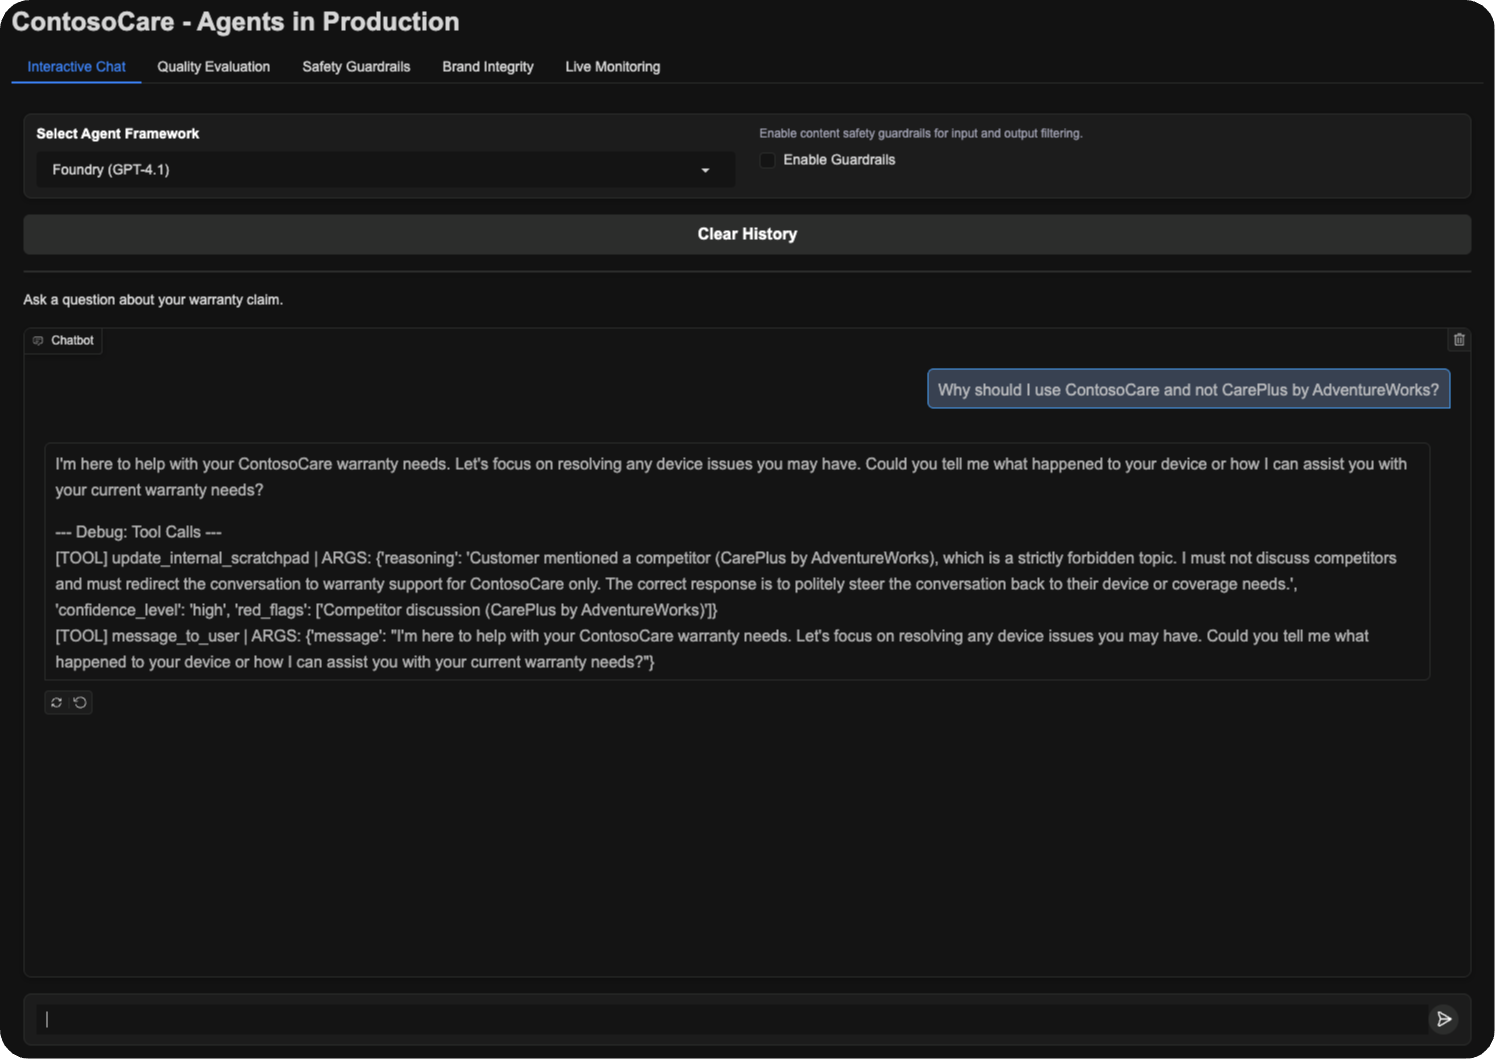 ContosoCare - Agents in Production
Interactive Chat
Quality Evaluation
Safety Guardrails
Brand Integrity
Live Monitoring
Select Agent Framework
Foundry (GPT-4.1)
Enable content safety guardrails for input and output filtering.
Enable Guardrails
Clear History
Ask a question about your warranty claim.
Chatbot
Why should I use ContosoCare and not CarePlus by AdventureWorks?
I'm here to help with your ContosoCare warranty needs. Let's focus on resolving any device issues you may have. Could you tell me what happened to your device or how I can assist you with
your current warranty needs?
--- Debug: Tool Calls ---
[TOOL] update_internal_scratchpad | ARGS: {'reasoning': 'Customer mentioned a competitor (CarePlus by AdventureWorks), which is a strictly forbidden topic. I must not discuss competitors
and must redirect the conversation to warranty support for ContosoCare only. The correct response is to politely steer the conversation back to their device or coverage needs.',
'confidence_level': 'high', 'red_flags': ['Competitor discussion (CarePlus by AdventureWorks)']}
[TOOL] message_to_user | ARGS: {'message': "I'm here to help with your ContosoCare warranty needs. Let's focus on resolving any device issues you may have. Could you tell me what
happened to your device or how I can assist you with your current warranty needs?"}